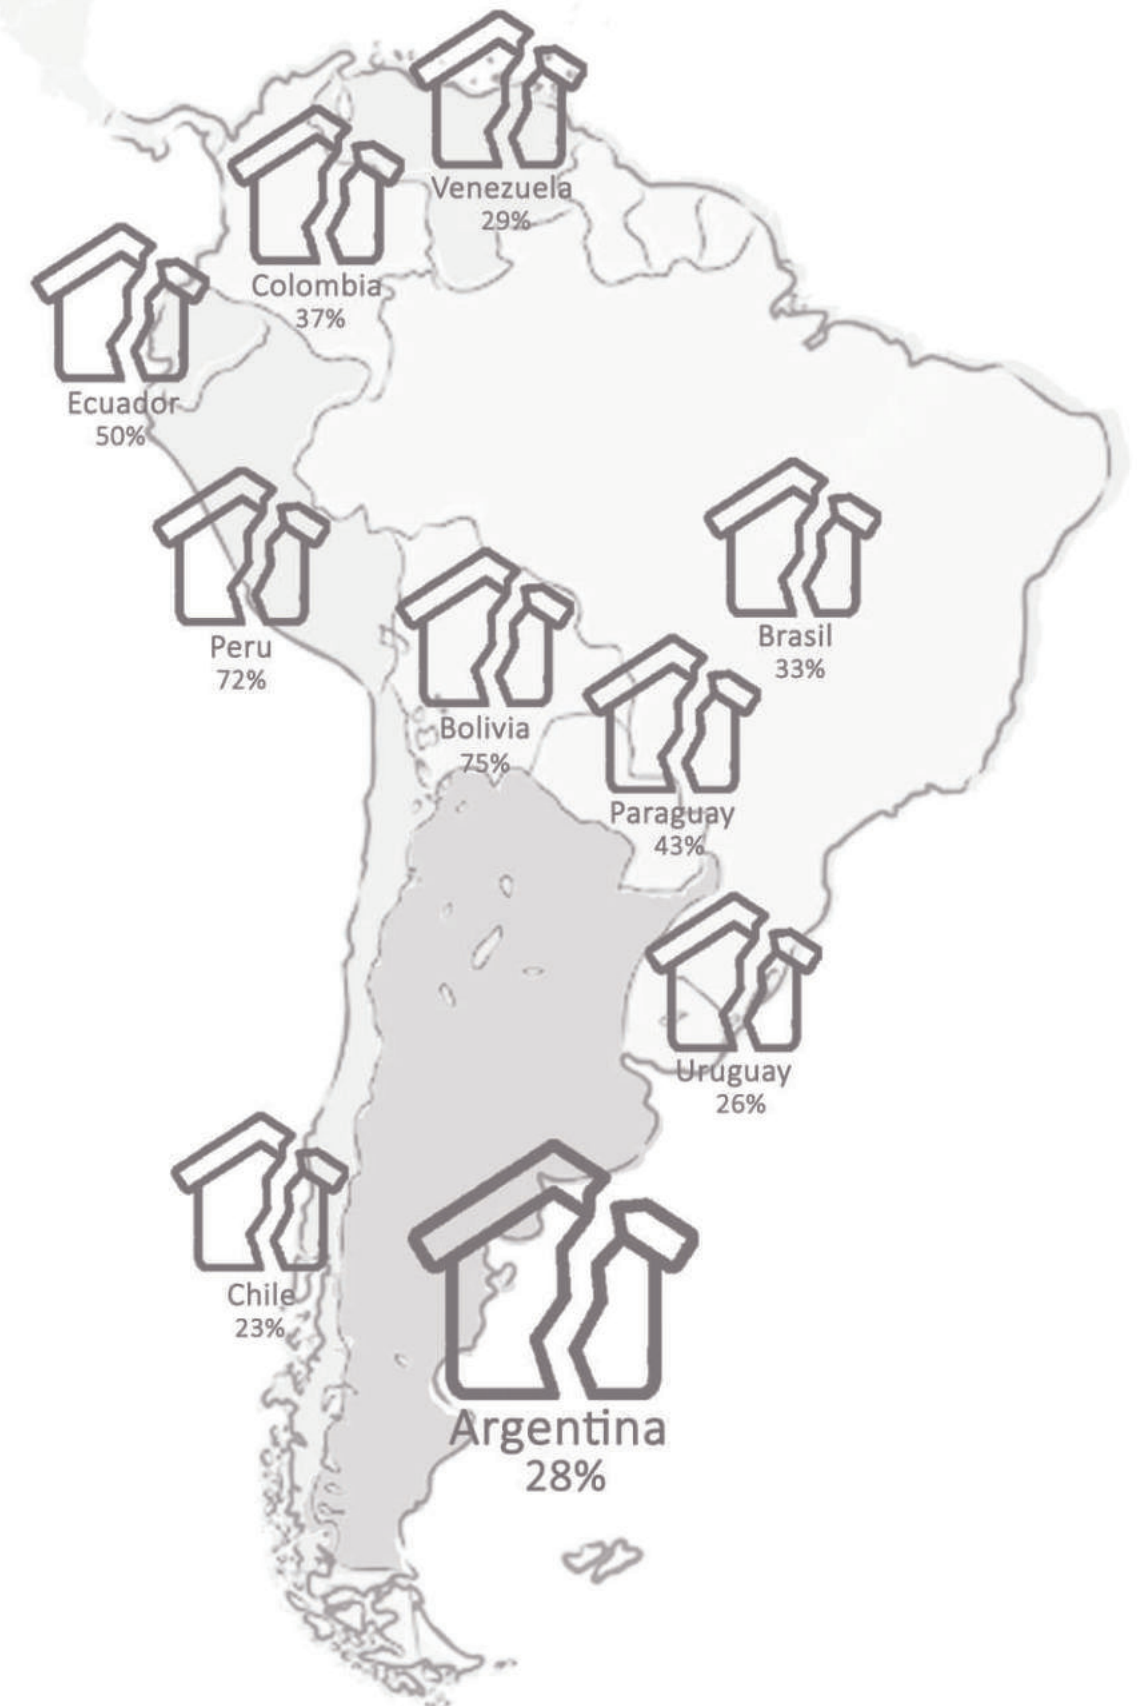 Venezuela
29%
Colombia
37%
Ecuador
50%
Peru
72%
Brasil
33%
Bolivia
75%
Paraguay
43%
Uruguay
26%
Chile
23%
Argentina
28%